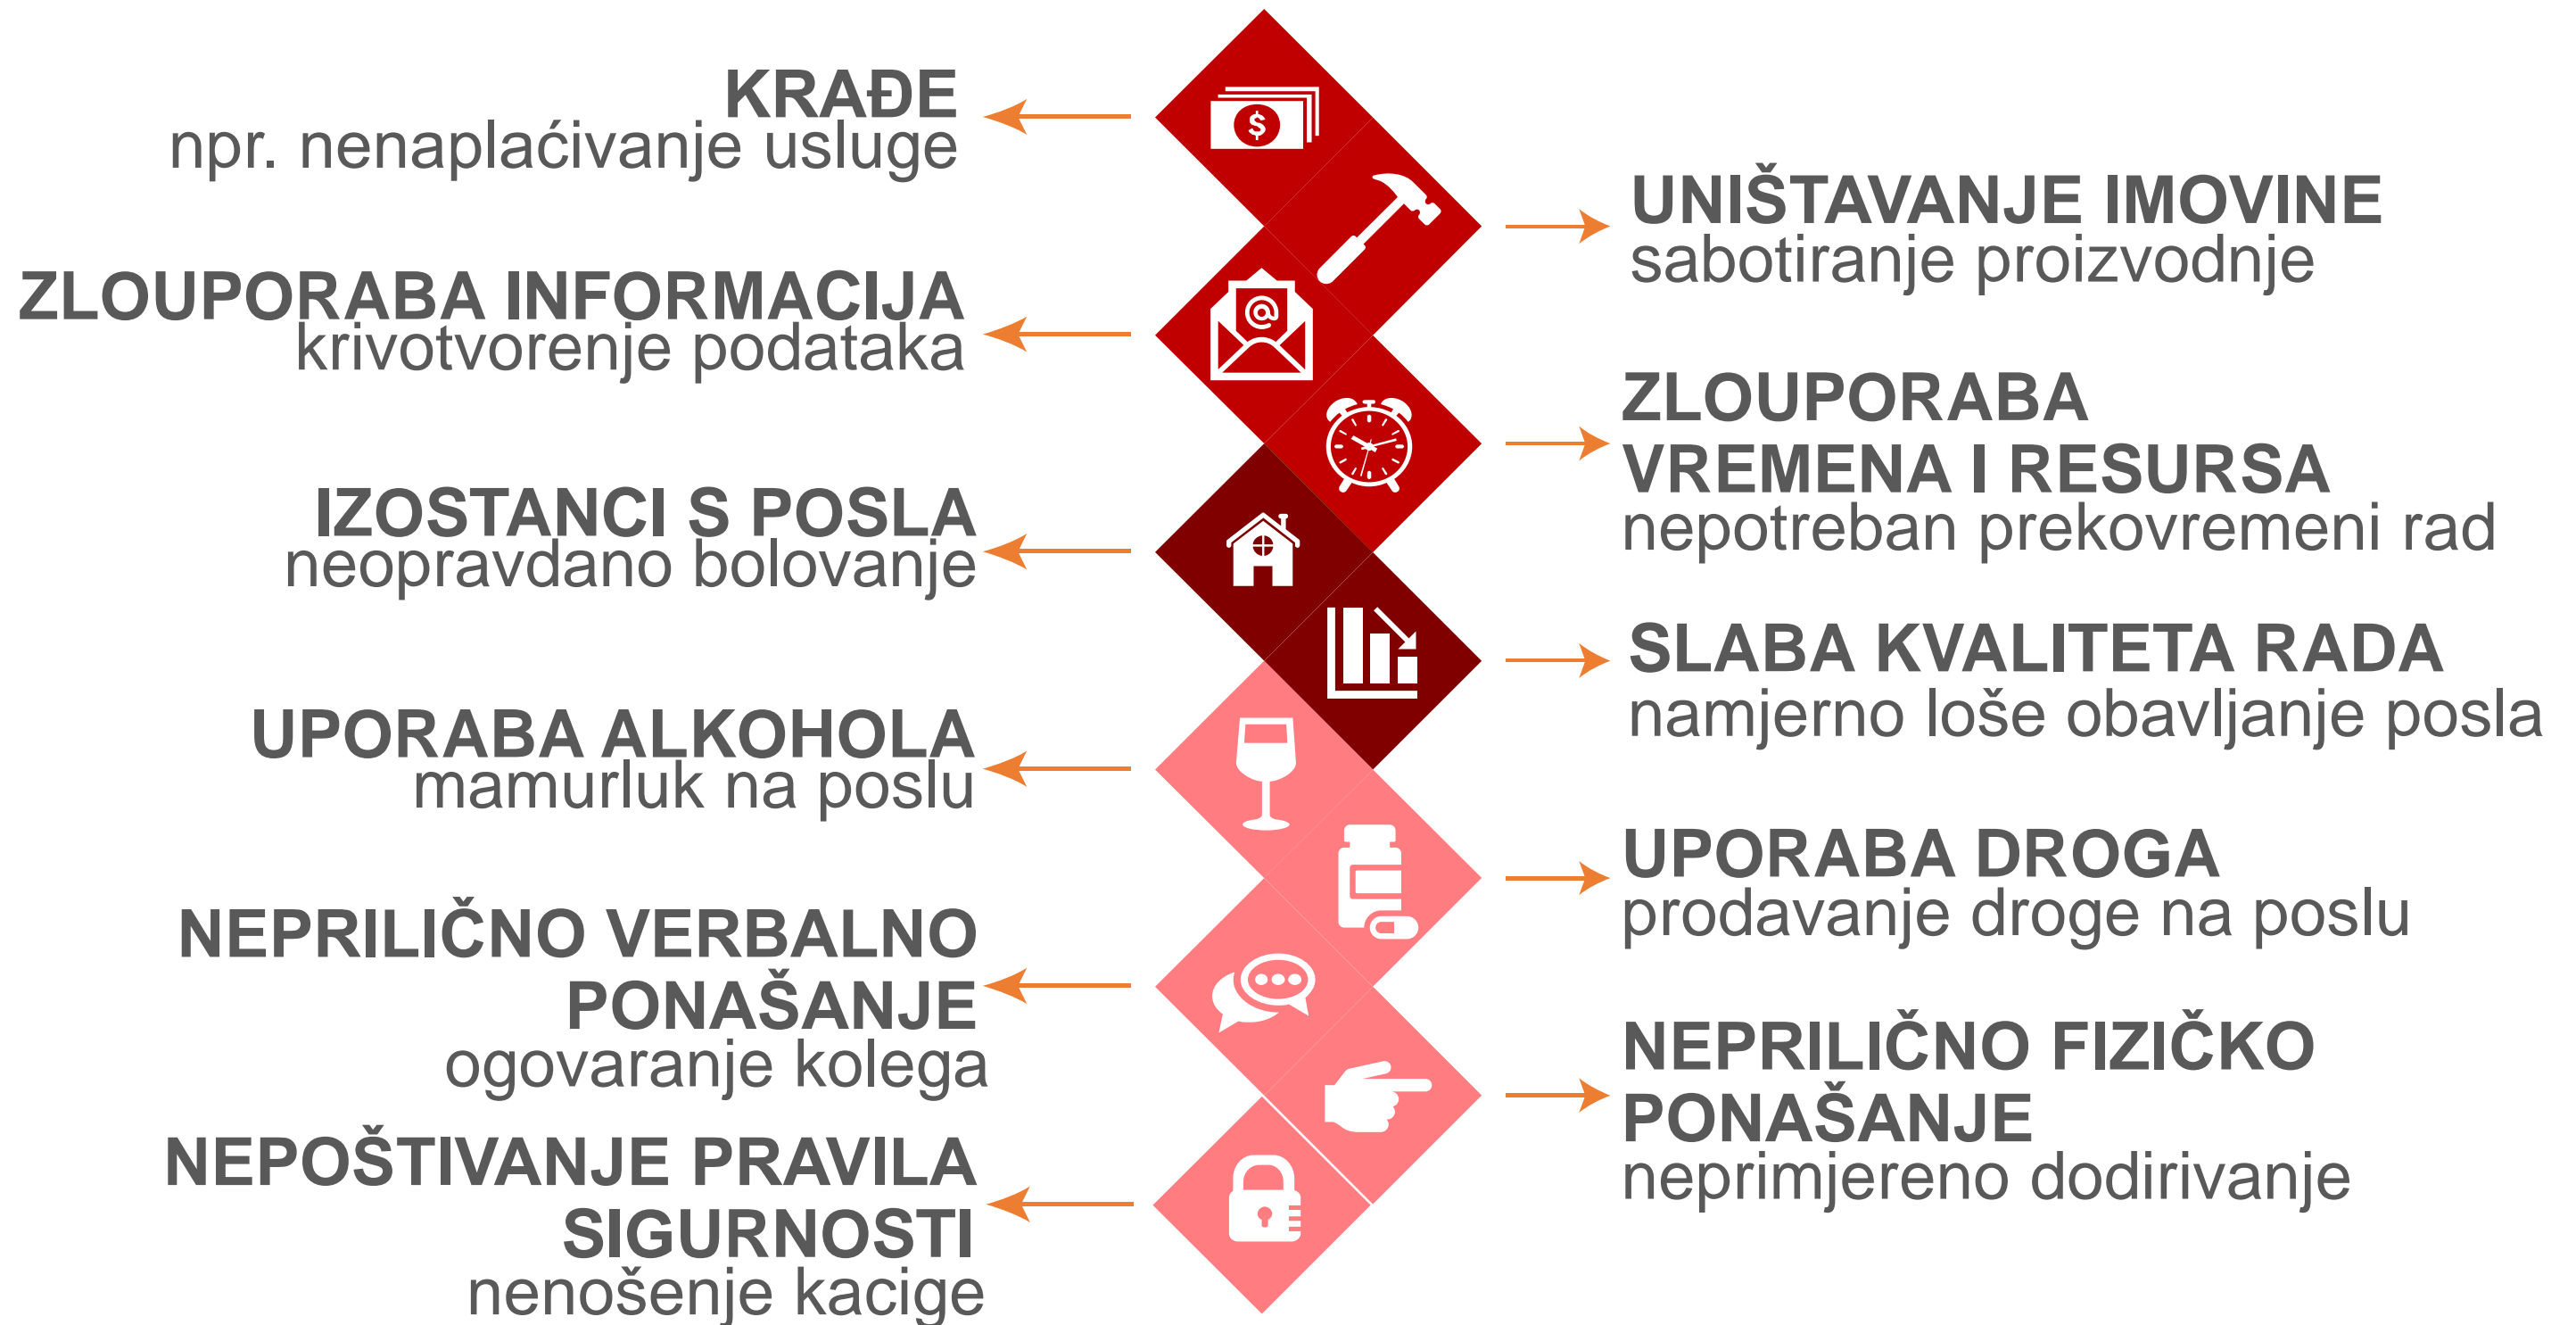 KRAĐE
npr. nenaplaćivanje usluge
UNIŠTAVANJE IMOVINE
sabotiranje proizvodnje
ZLOUPORABA INFORMACIJA
krivotvorenje podataka
ZLOUPORABA
VREMENA I RESURSA
nepotreban prekovremeni rad
IZOSTANCI S POSLA
neopravdano bolovanje
SLABA KVALITETA RADA
namjerno loše obavljanje posla
UPORABA ALKOHOLA
mamurluk na poslu
UPORABA DROGA
prodavanje droge na poslu
NEPRILIČNO VERBALNO
PONAŠANJE
ogovaranje kolega
NEPRILIČNO FIZIČKO
PONAŠANJE
neprimjereno dodirivanje
NEPOŠTIVANJE PRAVILA
SIGURNOSTI
nenošenje kacige